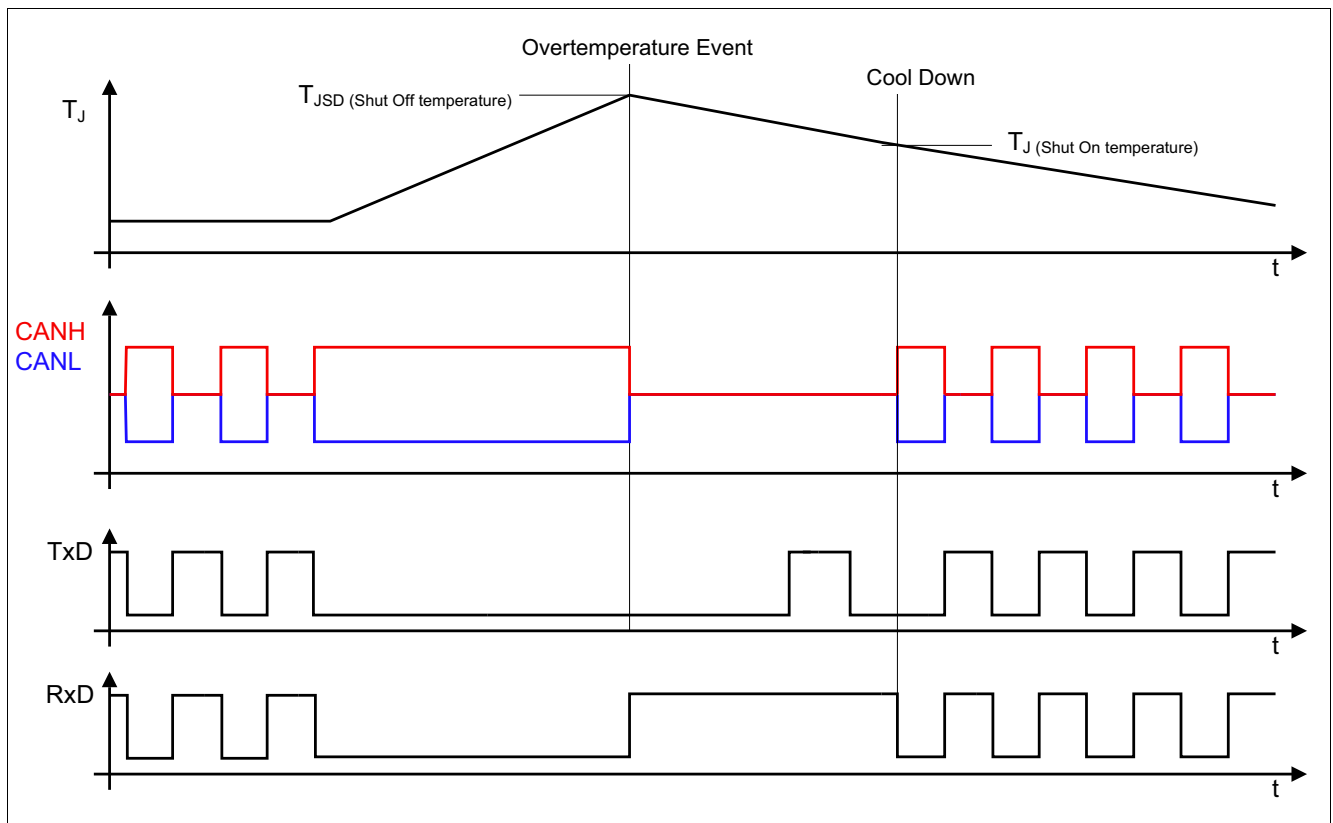 Overtemperature Event
Cool Down
TJ
TJSD (Shut Off temperature)
TJ (Shut On temperature)
t
CANH
CANL
t
TxD
t
RxD
t